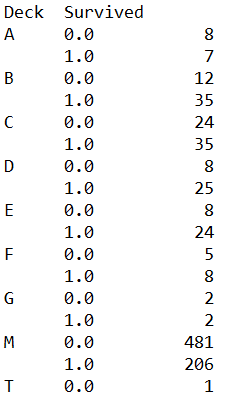 Deck Survived
A 0.0 8
1.0 7
B 0.0 12
1.0 35
C 0.0 24
1.0 35
D 0.0 8
1.0 25
E 0.0 8
1.0 24
F 0.0 5
1.0 8
G 0.0 2
1.0 2
M 0.0 481
1.0 206
T 0.0 1